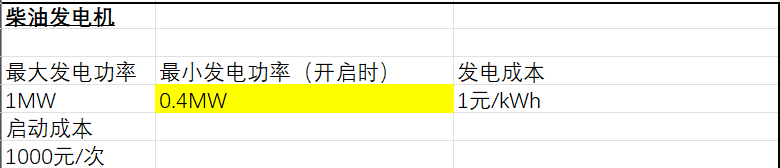 柴油发电机
最大发电功率 最小发电功率（开启时） 发电成本
1MW 0.4MW 1元/kWh
启动成本
1000元/次